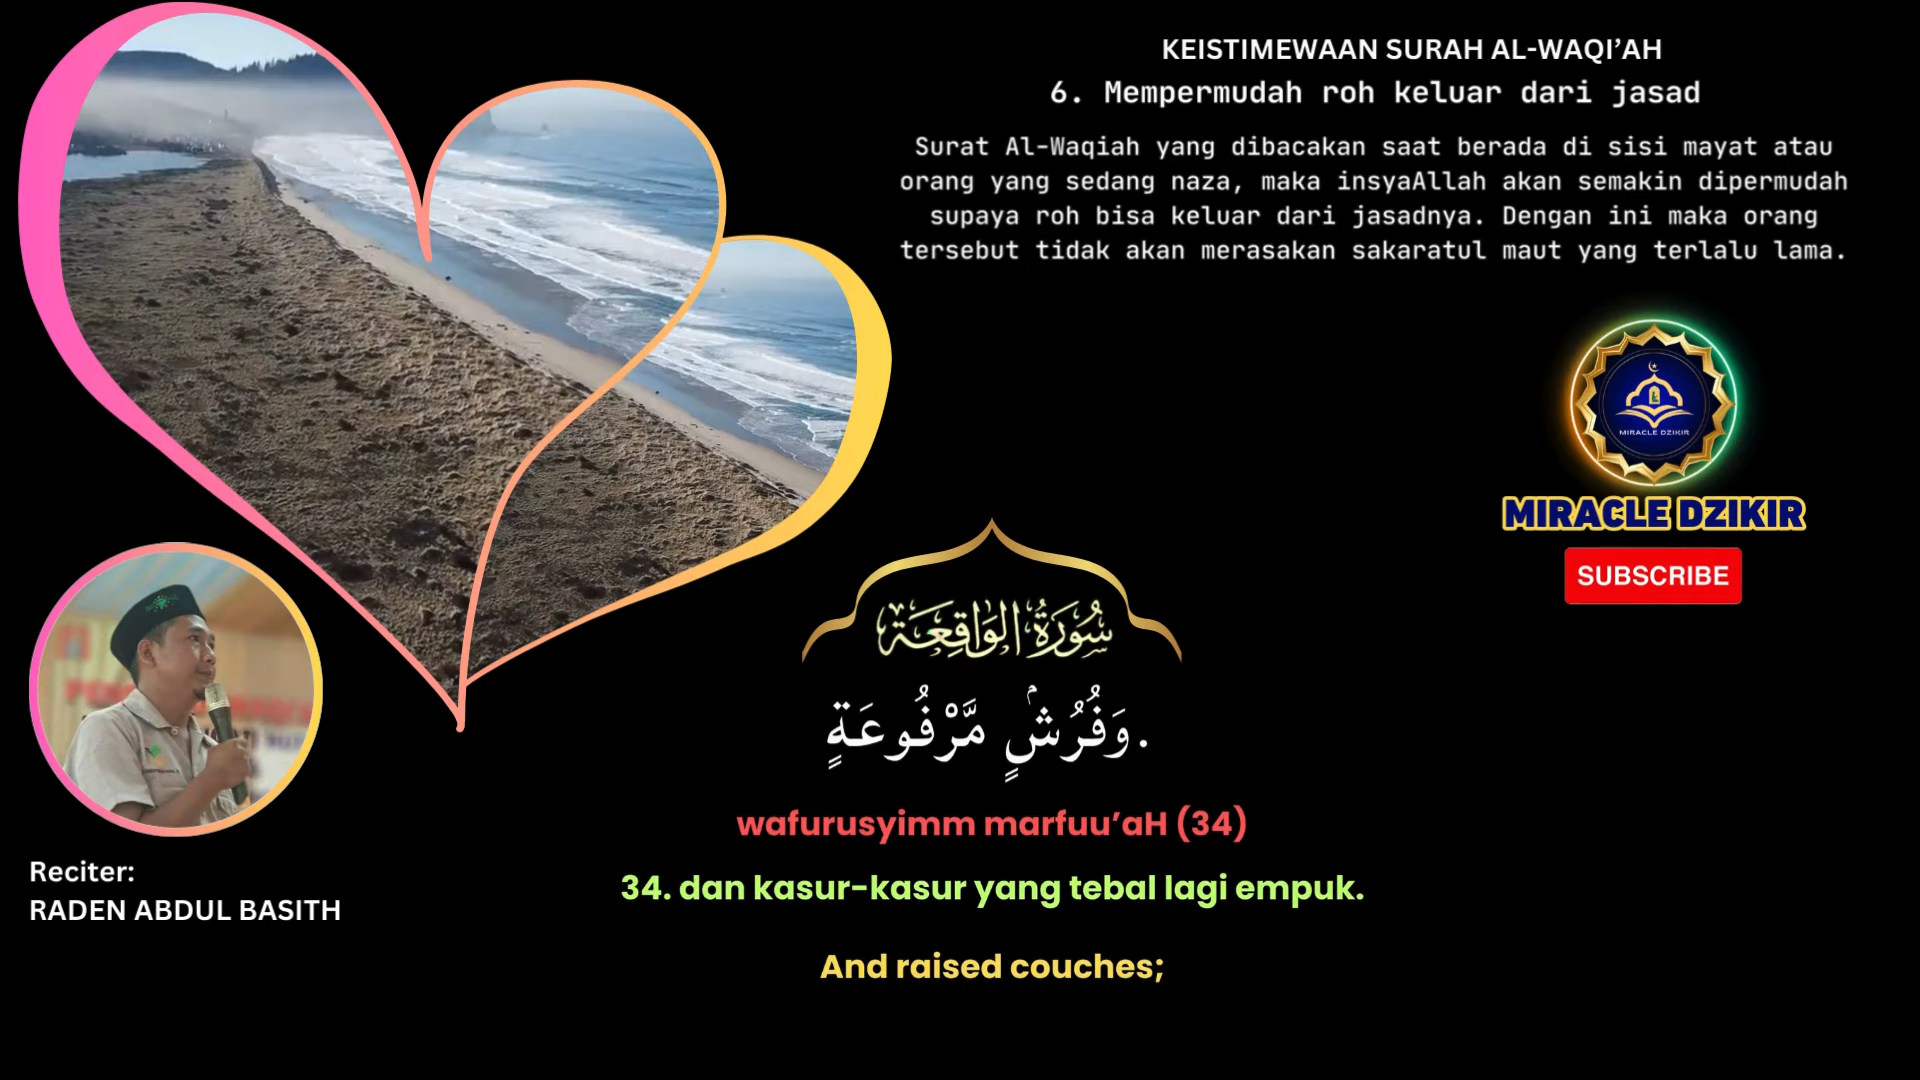 KEISTIMEWAAN SURAH AL-WAQI’AH
6. Mempermudah roh keluar dari jasad
Surat Al-Waqiah yang dibacakan saat berada di sisi mayat atau
orang yang sedang naza, maka insyaAllah akan semakin dipermudah
supaya roh bisa keluar dari jasadnya. Dengan ini maka orang
tersebut tidak akan merasakan sakaratul maut yang terlalu lama.
MIRACLE DZIKIR
MIRACLE DZIKIR
SUBSCRIBE
سُورَةُ الوَاقِعَة
وَفُرُشٍۢ مَّرْفُوعَةٍ.
wafurusyimm marfuu’aH (34)
34. dan kasur-kasur yang tebal lagi empuk.
And raised couches;
Reciter:
RADEN ABDUL BASITH